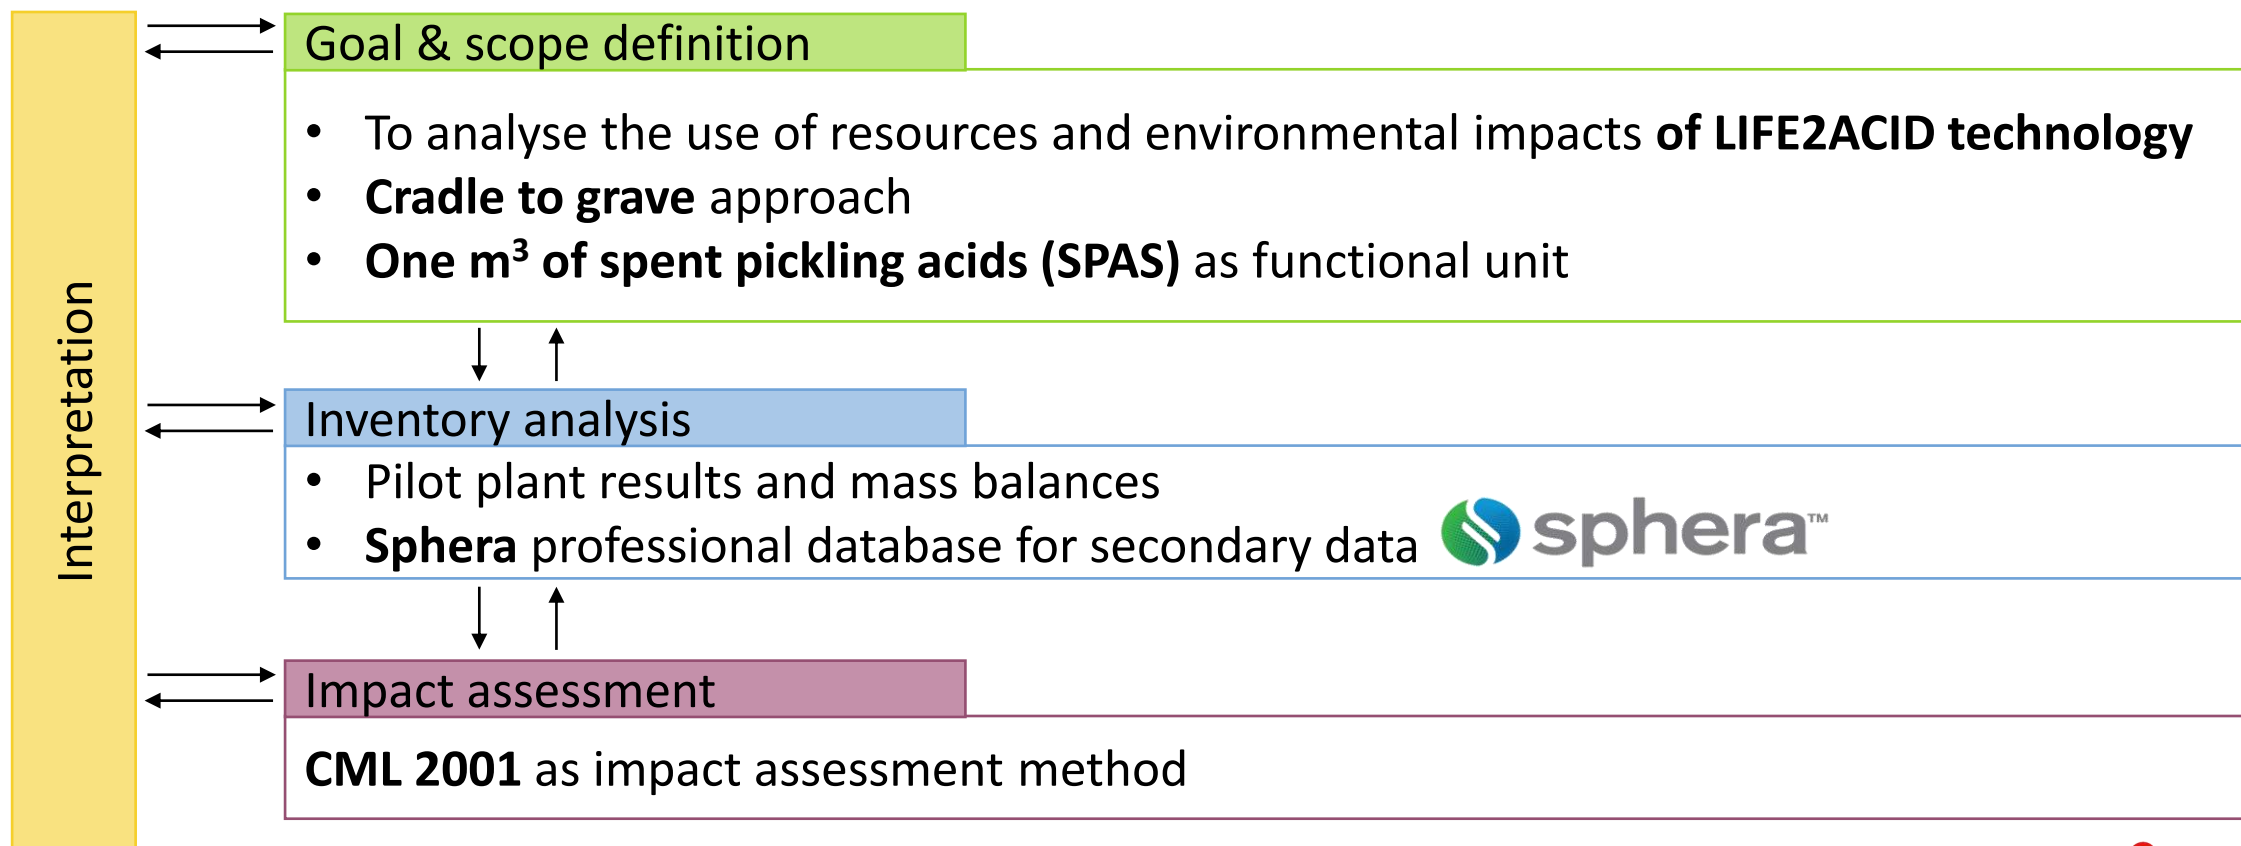 Interpretation
Goal & scope definition
• To analyse the use of resources and environmental impacts of LIFE2ACID technology
• Cradle to grave approach
• One m³ of spent pickling acids (SPAS) as functional unit
Inventory analysis
• Pilot plant results and mass balances
• Sphera professional database for secondary data
sphera™
Impact assessment
CML 2001 as impact assessment method